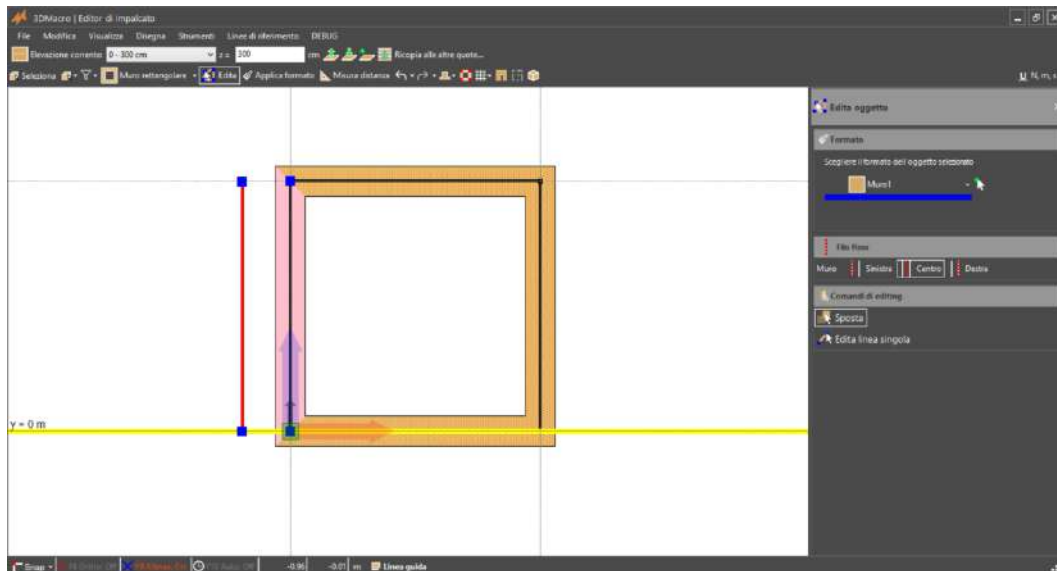 3DMacro | Editor di impalcato
File Modifica Visualizza Disegna Strumenti Linee di riferimento DEBUG
Elevazione corrente: 0 - 300 cm z = 300 cm Ricopia alle altre quote...
Seleziona Muro rettangolare Edita Applica formato Misura distanza N, m,
Edita oggetto
Formato
Scegliere il formato dell'oggetto selezionato
Muro1
Filo fisso
Muro Sinistra Centro Destra
Comandi di editing
Sposta
Edita linea singola
y = 0 m
Snap -0.96 -0.01 m Linea guida